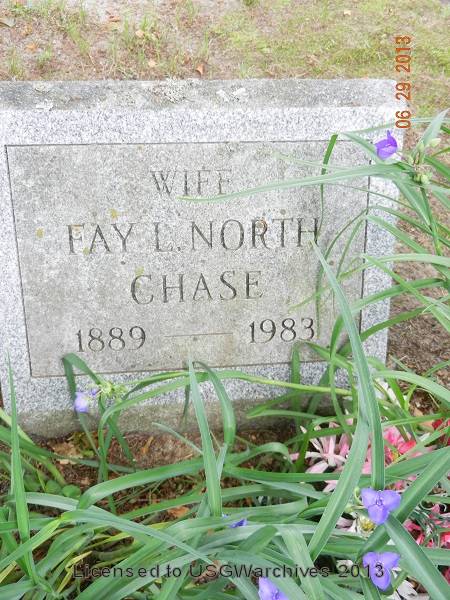 06.29 2013
WIFE
FAY L. NORTH
CHASE
1889 — 1983
Licensed to USGWarchives 2013